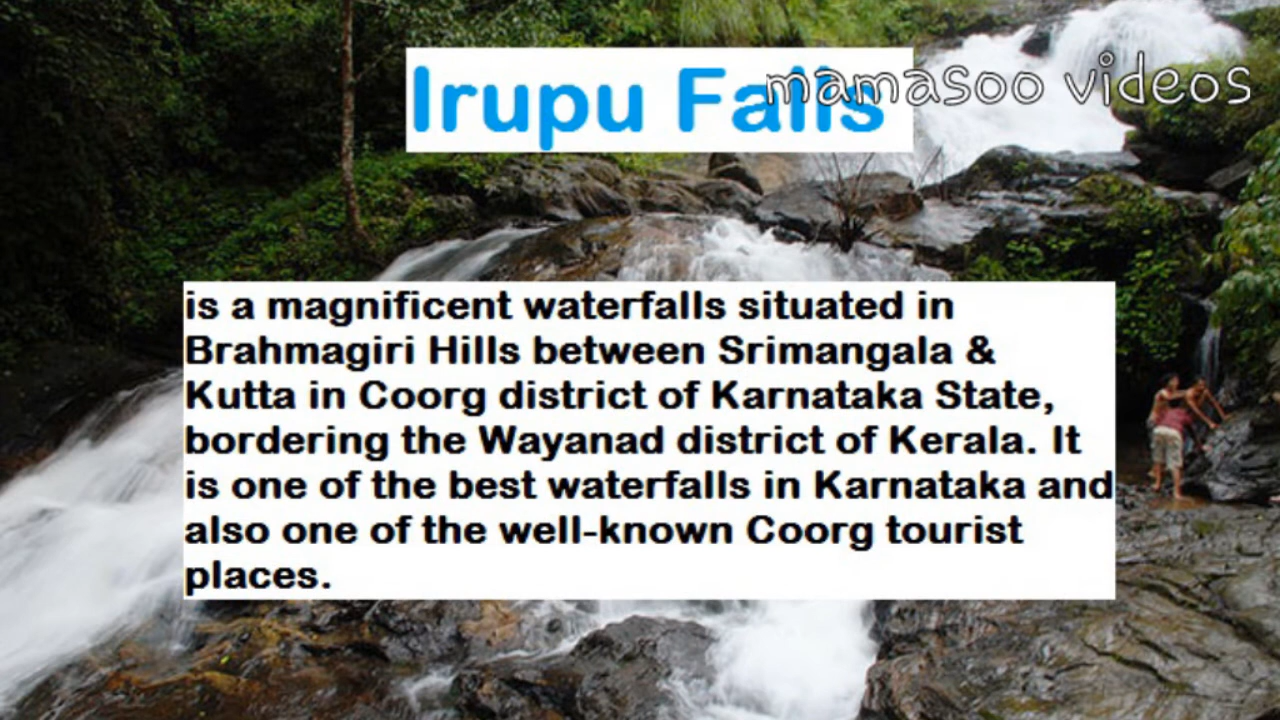 Irupu Falls
mamasoo videos
is a magnificent waterfalls situated in
Brahmagiri Hills between Srimangala &
Kutta in Coorg district of Karnataka State,
bordering the Wayanad district of Kerala. It
is one of the best waterfalls in Karnataka and
also one of the well-known Coorg tourist
places.